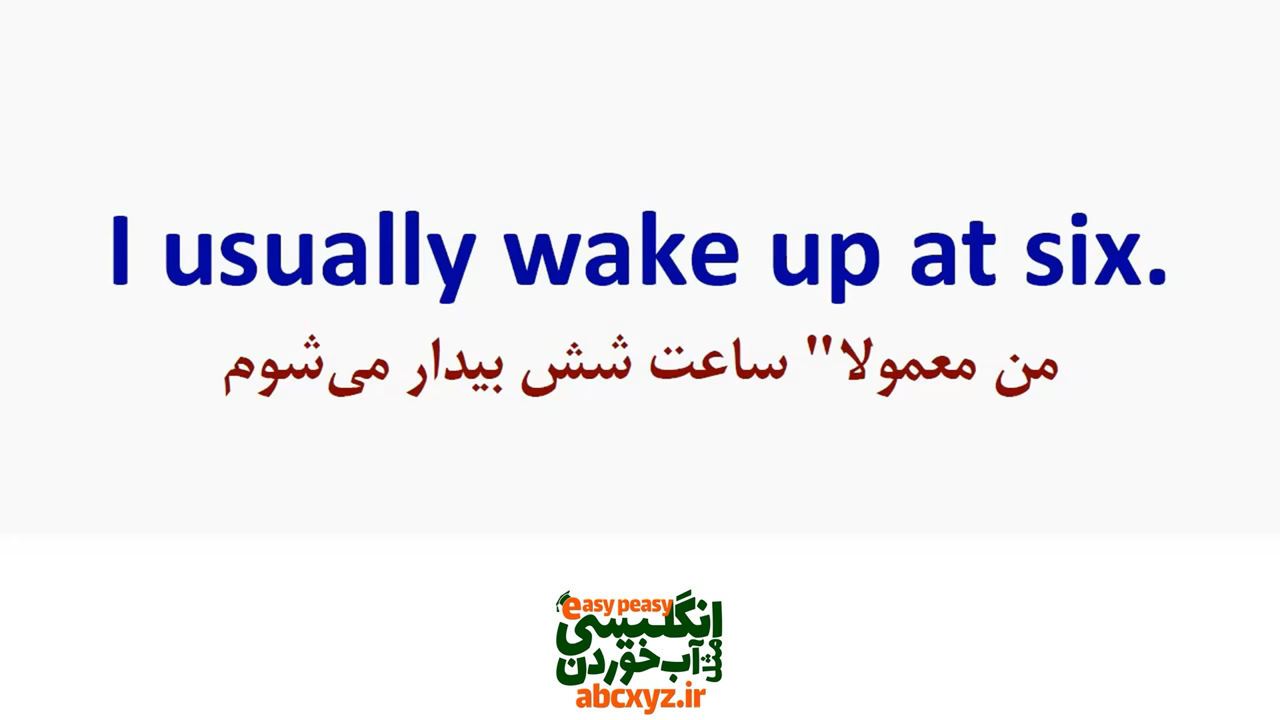 I usually wake up at six.
من معمولا" ساعت شش بیدار می‌شوم
easy peasy
انگلیسی
مثل آب خوردن
abcxyz.ir